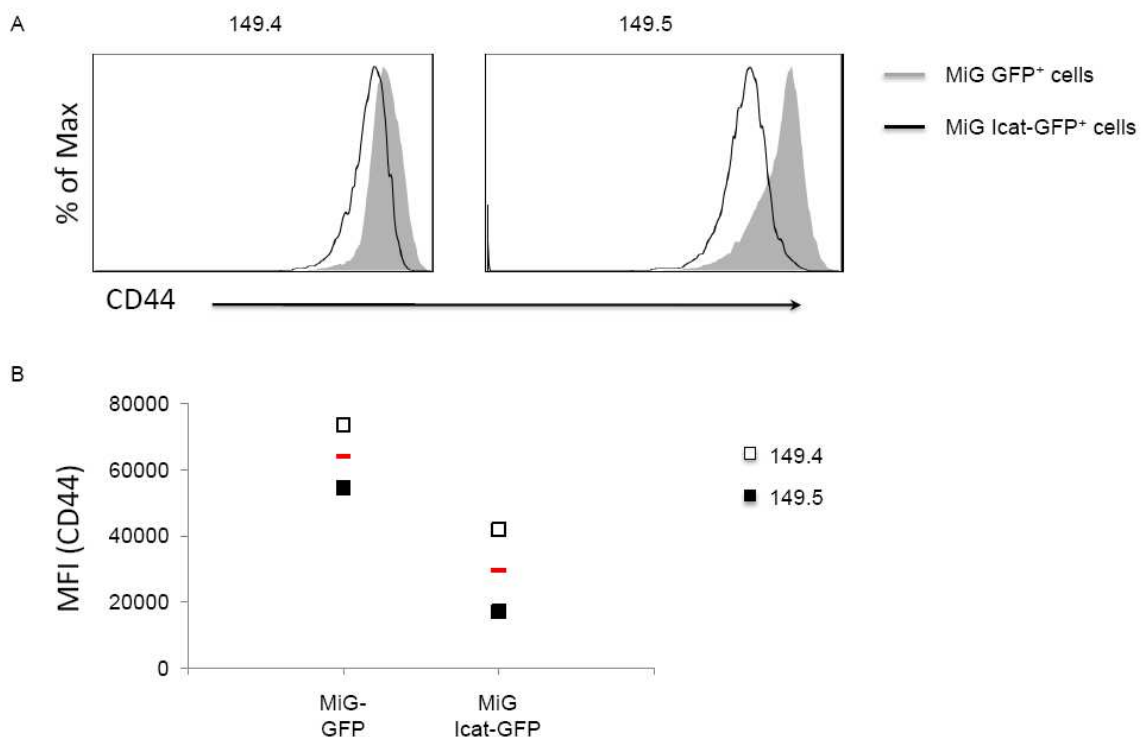 A
149.4
149.5
% of Max
MiG GFP⁺ cells
MiG Icat-GFP⁺ cells
CD44
B
MFI (CD44)
80000
60000
40000
20000
0
149.4
149.5
MiG-
GFP
MiG
Icat-GFP